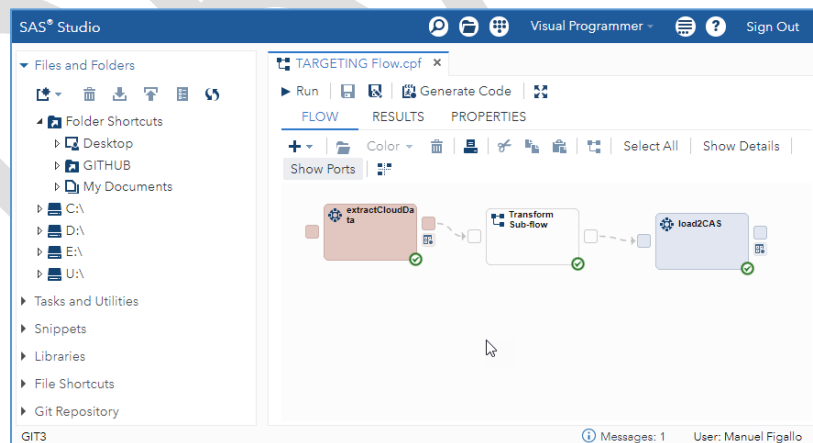 SAS® Studio
Visual Programmer
Sign Out
Files and Folders
Folder Shortcuts
Desktop
GITHUB
My Documents
C:\
D:\
E:\
U:\
Tasks and Utilities
Snippets
Libraries
File Shortcuts
Git Repository
TARGETING Flow.cpf ×
Run
Generate Code
FLOW RESULTS PROPERTIES
Color
Select All
Show Details
Show Ports
extractCloudDa
ta
Transform
Sub-flow
load2CAS
GIT3
Messages: 1
User: Manuel Figallo